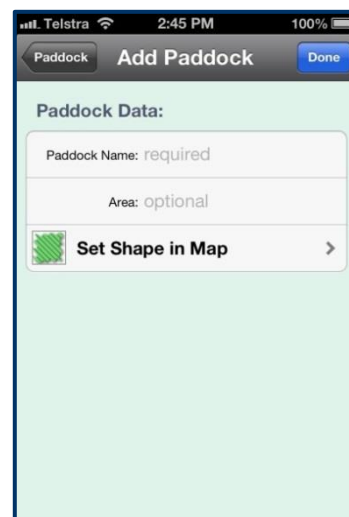 Telstra 2:45 PM 100%
Paddock Add Paddock Done
Paddock Data:
Paddock Name: required
Area: optional
Set Shape in Map